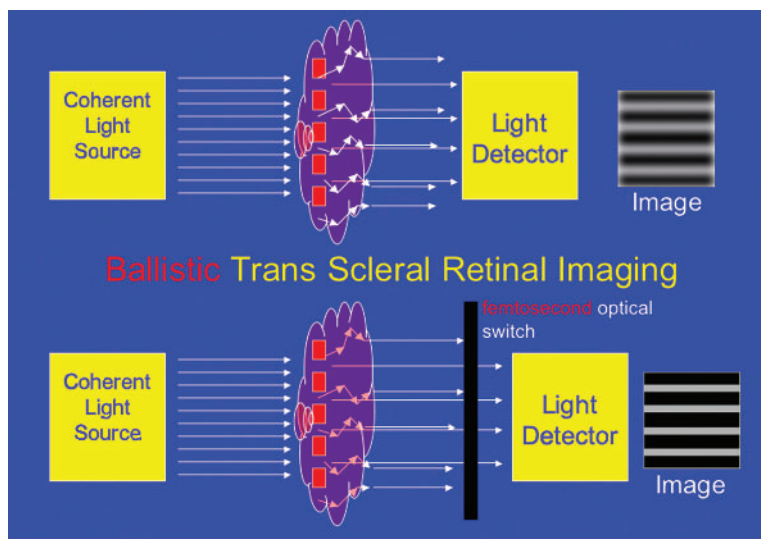 Coherent
Light
Source
Light
Detector
Image
Ballistic Trans Scleral Retinal Imaging
femtosecond optical
switch
Coherent
Light
Source
Light
Detector
Image